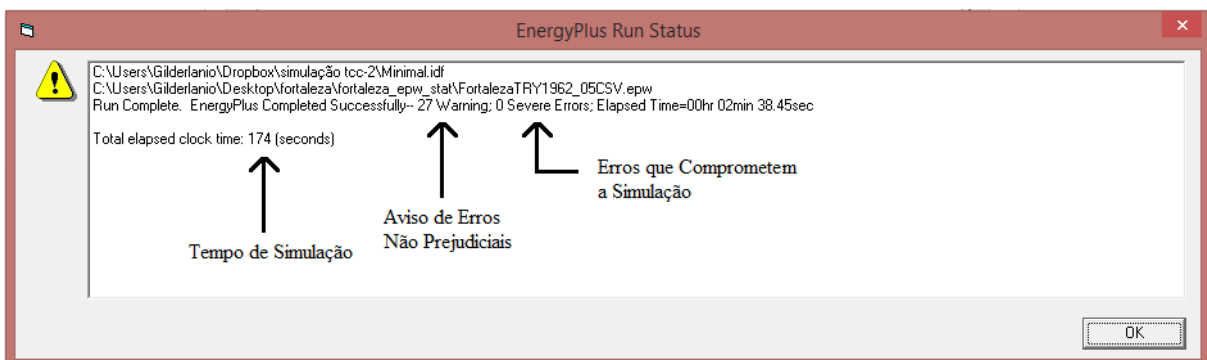 EnergyPlus Run Status
C:\Users\Gilderlanio\Dropbox\simulação tcc-2\Minimal.idf
C:\Users\Gilderlanio\Desktop\fortaleza\fortaleza_epw_stat\FortalezaTRY1962_05CSV.epw
Run Complete.  EnergyPlus Completed Successfully-- 27 Warning; 0 Severe Errors; Elapsed Time=00hr 02min 38.45sec
Total elapsed clock time: 174 (seconds)
Erros que Comprometem
a Simulação
Aviso de Erros
Não Prejudiciais
Tempo de Simulação
OK